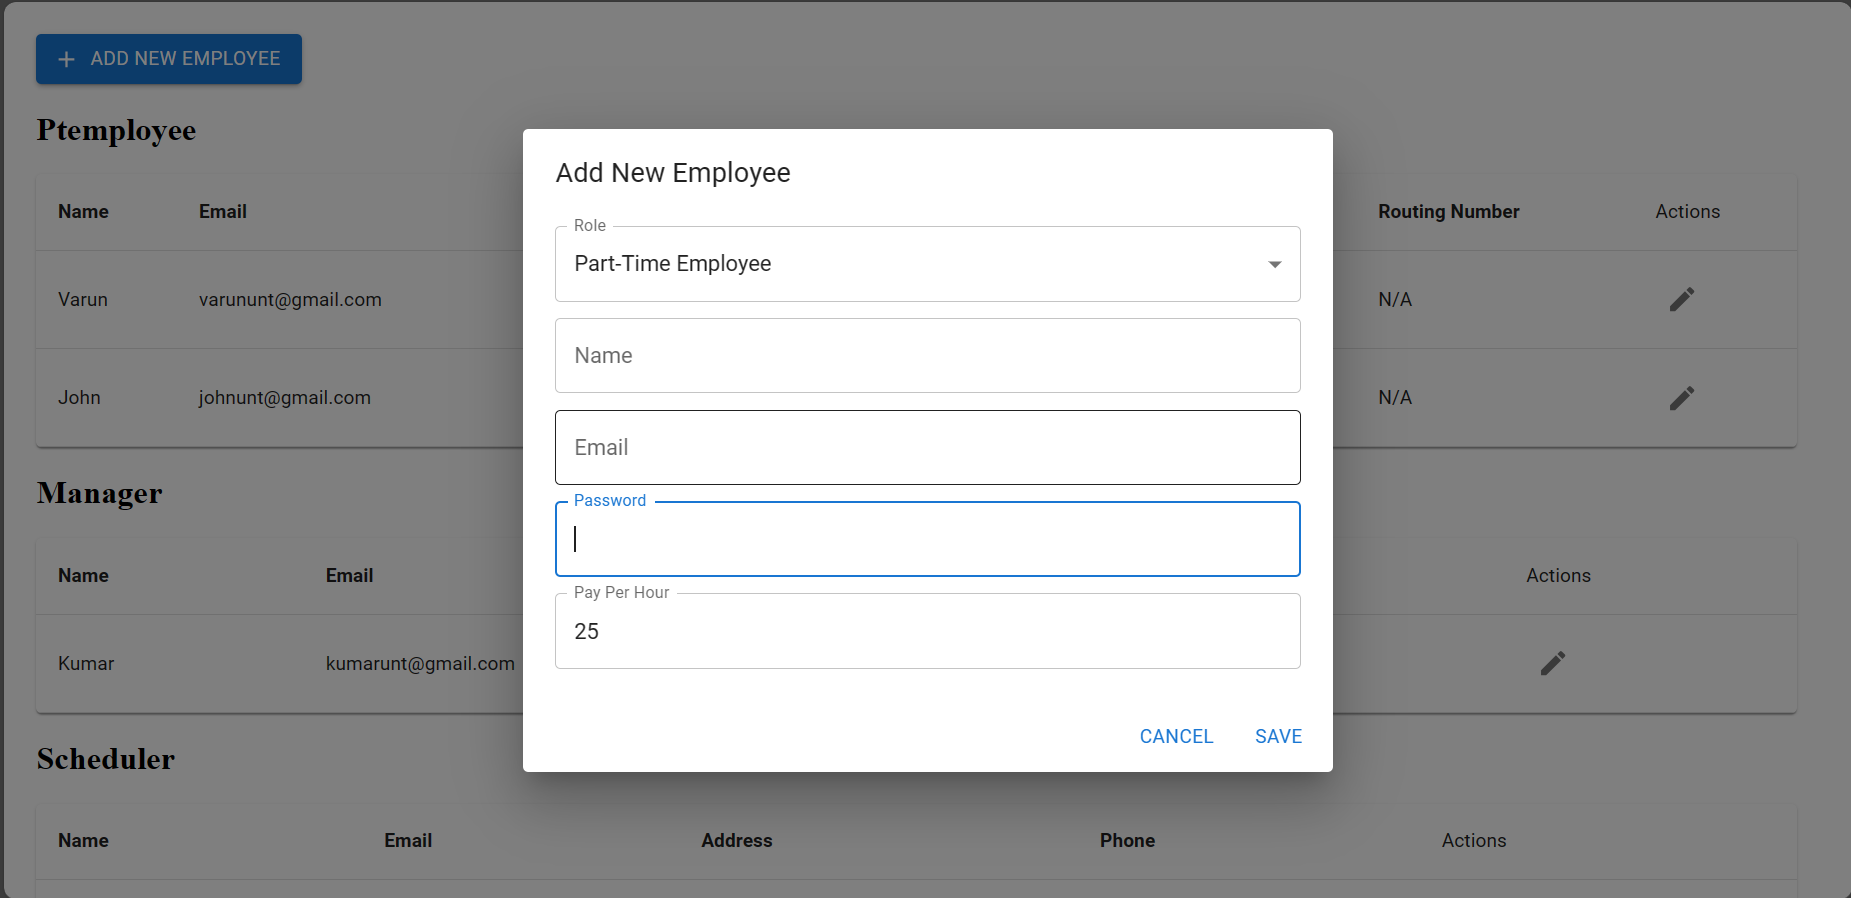 + ADD NEW EMPLOYEE
Ptemployee
Name Email Routing Number Actions
Varun varununt@gmail.com N/A
John johnunt@gmail.com N/A
Manager
Name Email Actions
Kumar kumarunt@gmail.com
Scheduler
Name Email Address Phone Actions
Add New Employee
Role
Part-Time Employee
Name
Email
Password
Pay Per Hour
25
CANCEL SAVE